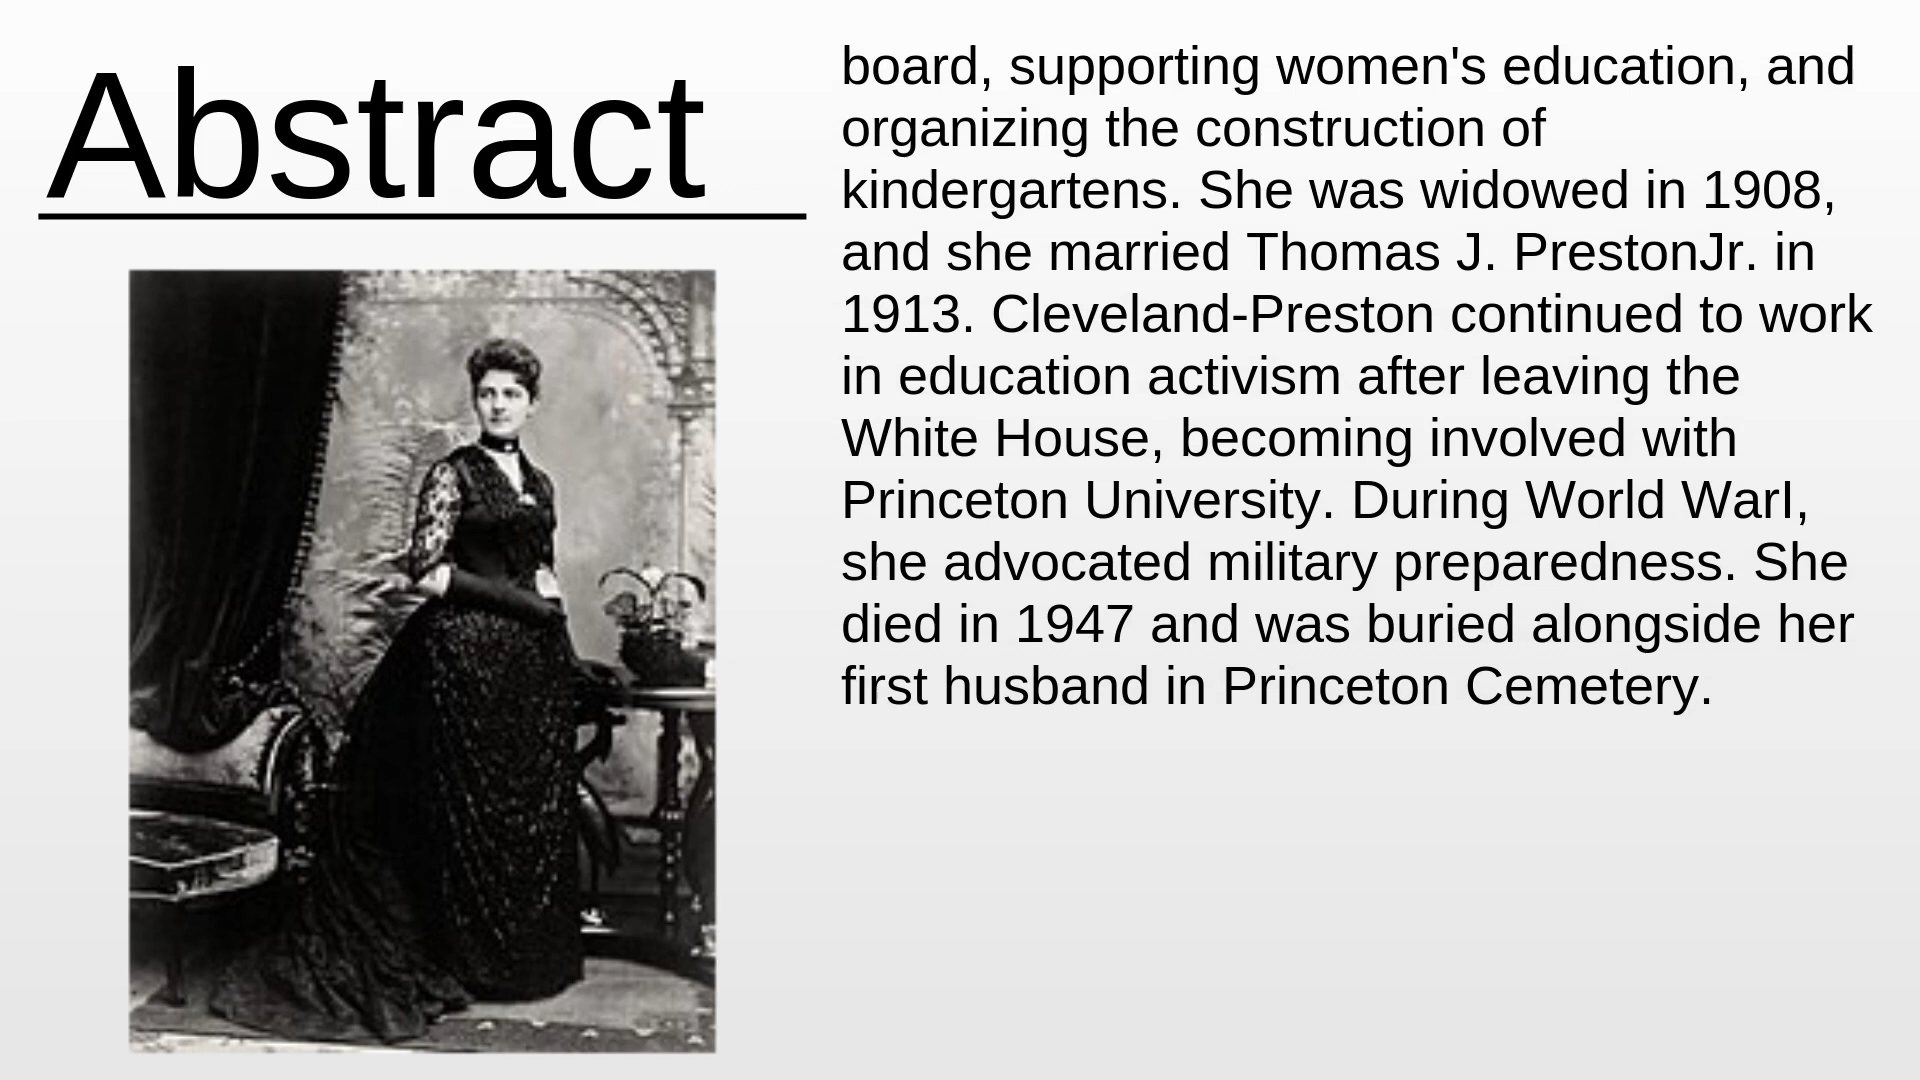 Abstract
board, supporting women's education, and
organizing the construction of
kindergartens. She was widowed in 1908,
and she married Thomas J. PrestonJr. in
1913. Cleveland-Preston continued to work
in education activism after leaving the
White House, becoming involved with
Princeton University. During World WarI,
she advocated military preparedness. She
died in 1947 and was buried alongside her
first husband in Princeton Cemetery.